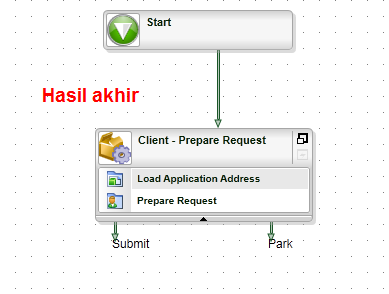 Start
Hasil akhir
Client - Prepare Request
Load Application Address
Prepare Request
Submit
Park